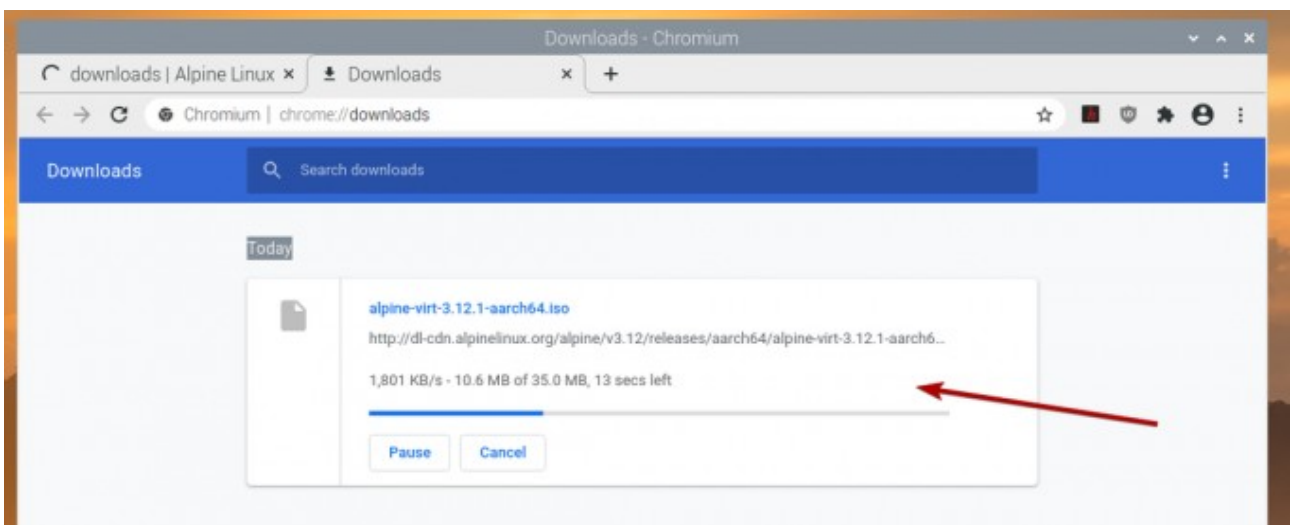 Downloads - Chromium
downloads | Alpine Linux
Downloads
Chromium | chrome://downloads
Downloads
Search downloads
Today
alpine-virt-3.12.1-aarch64.iso
http://dl-cdn.alpinelinux.org/alpine/v3.12/releases/aarch64/alpine-virt-3.12.1-aarch6...
1,801 KB/s - 10.6 MB of 35.0 MB, 13 secs left
Pause
Cancel